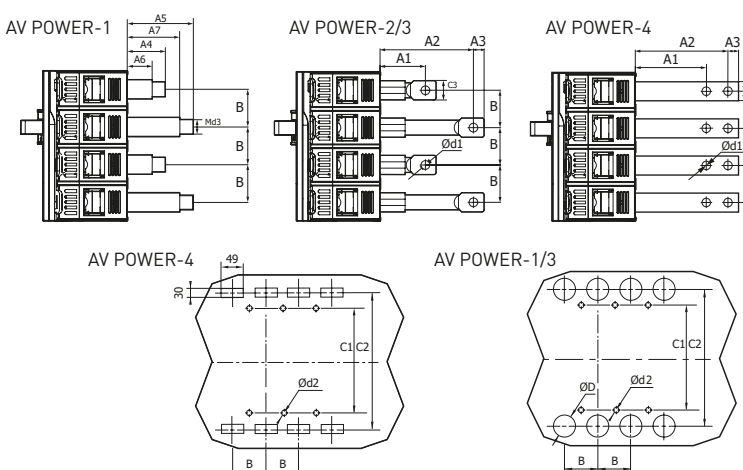 AV POWER-1
A5
A7
A4
A6
B
Md3
B
B
AV POWER-2/3
A2
A3
A1
C3
B
B
Ød1
B
AV POWER-4
A2
A3
A1
Ød1
AV POWER-4
49
30
C1
C2
Ød2
B
B
AV POWER-1/3
C1
C2
ØD
Ød2
B
B